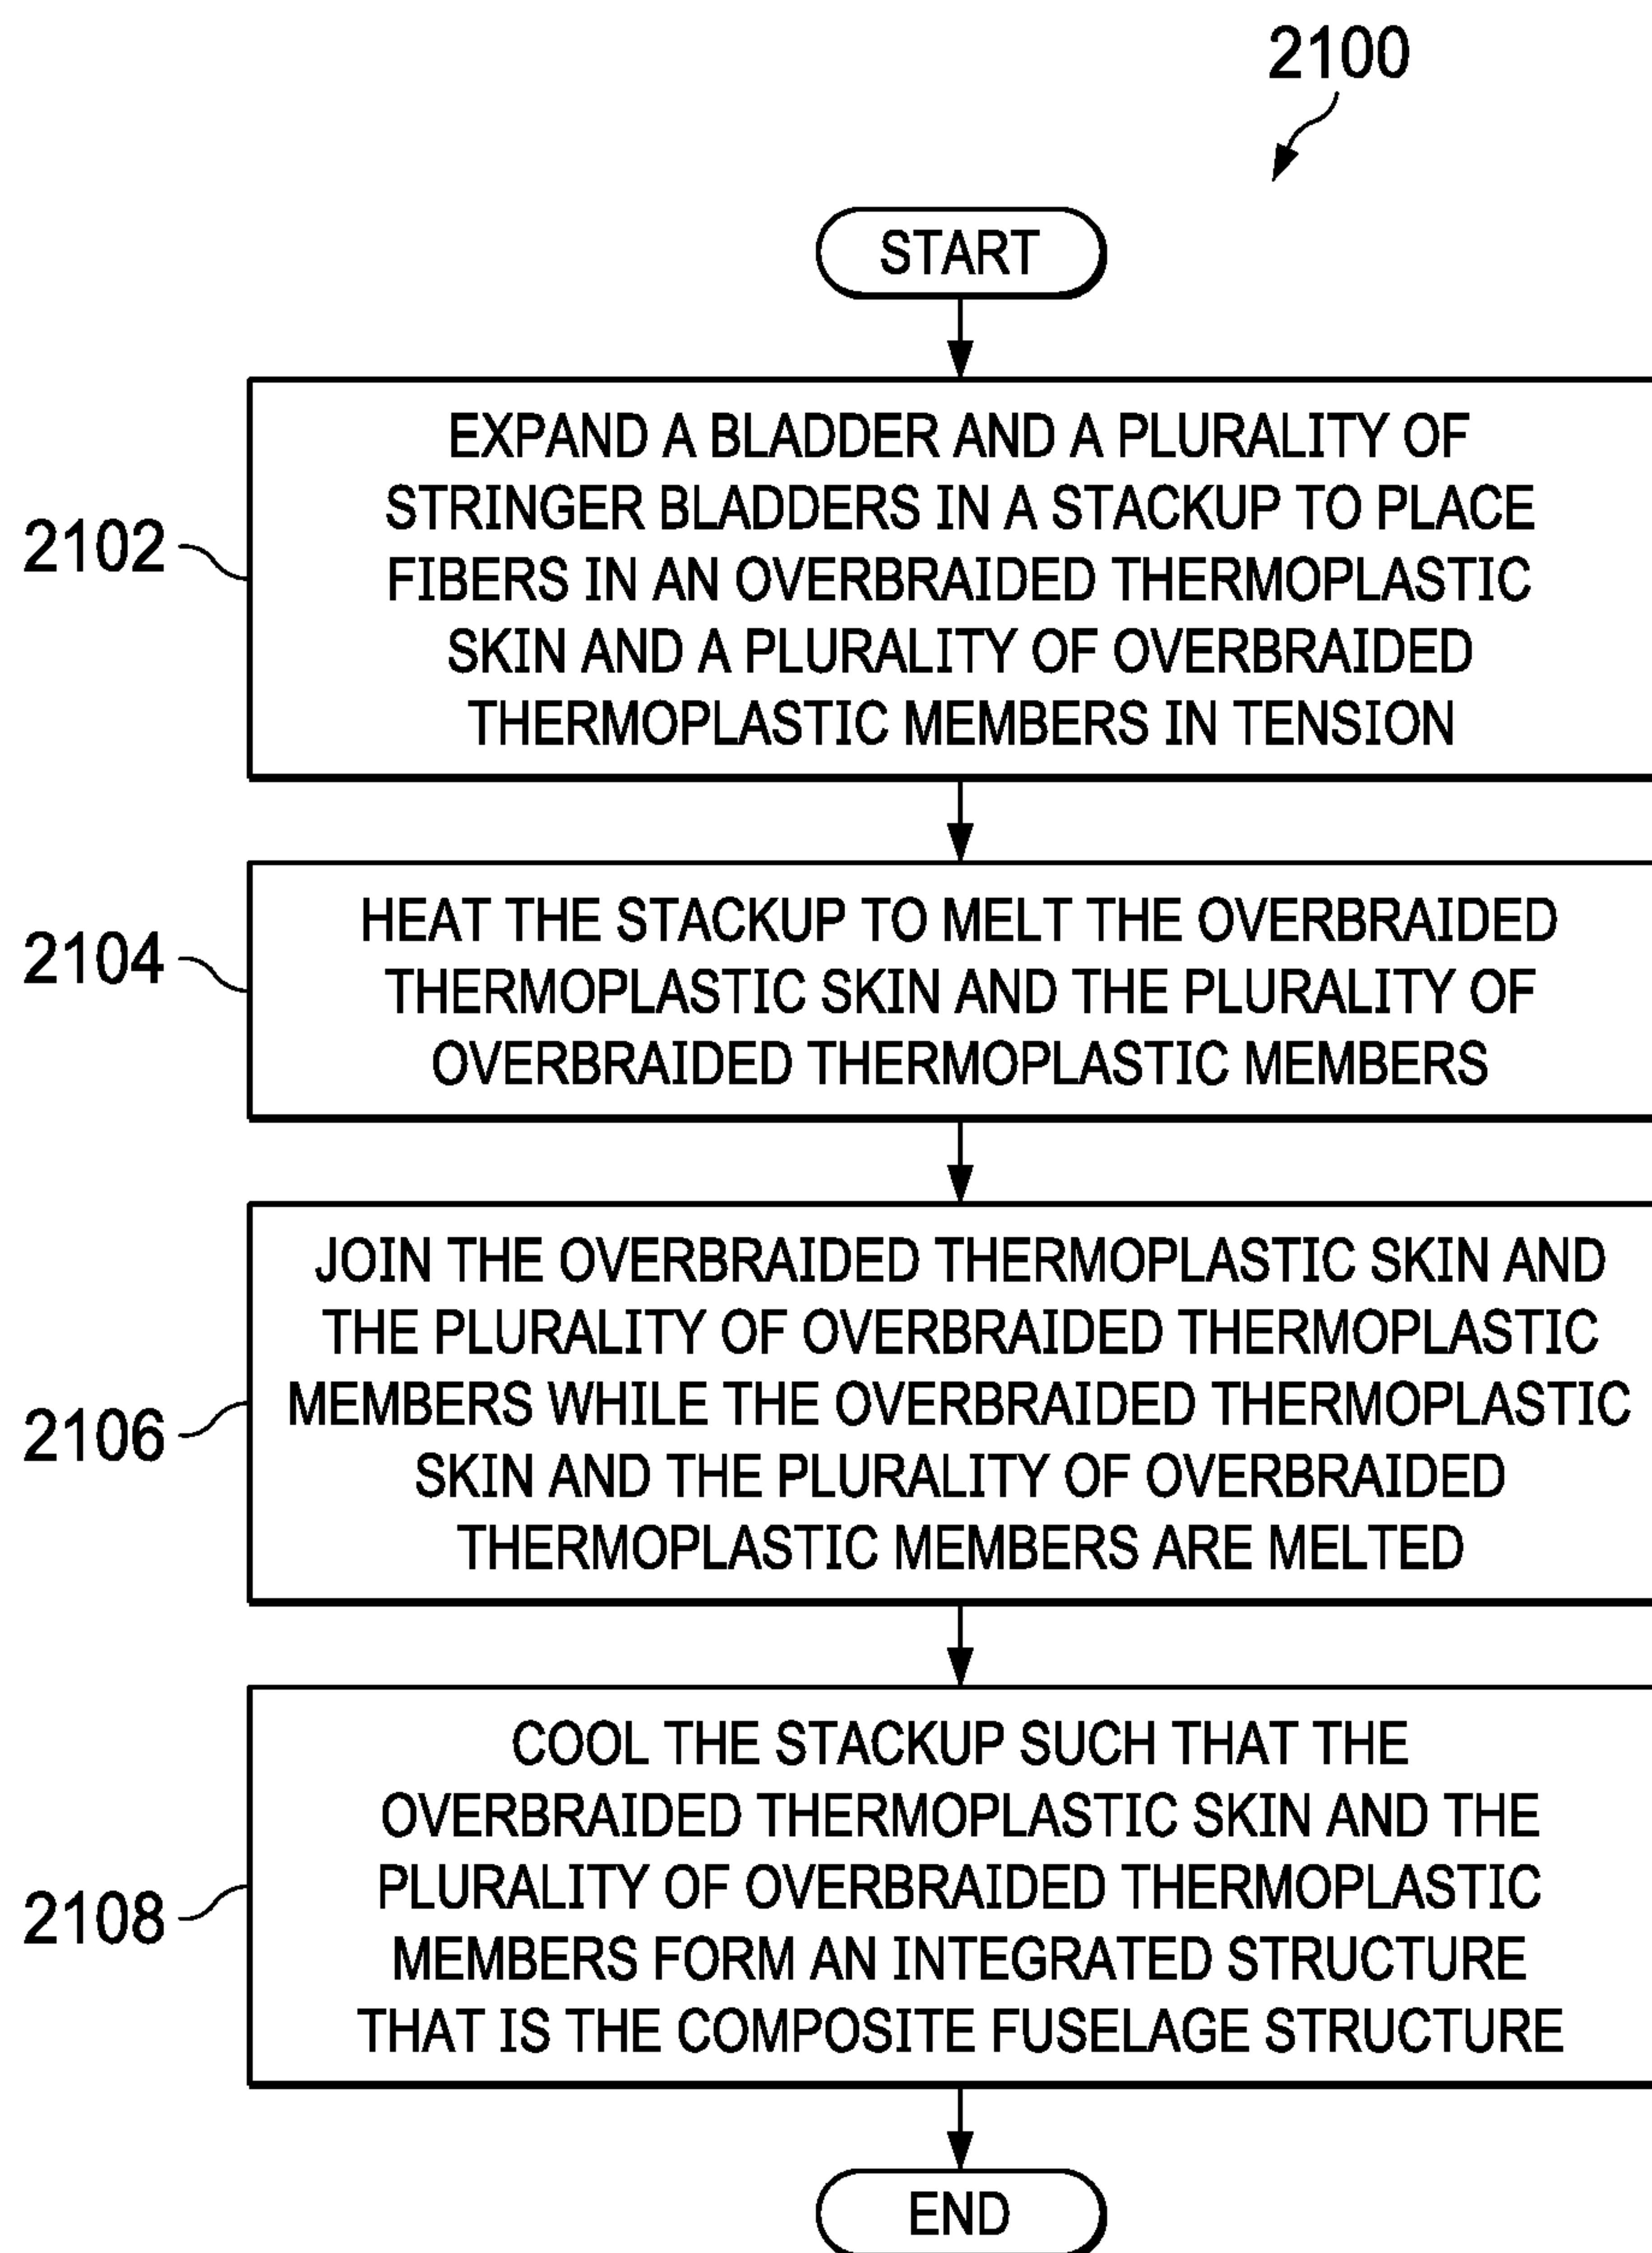 2100
START
2102
EXPAND A BLADDER AND A PLURALITY OF
STRINGER BLADDERS IN A STACKUP TO PLACE
FIBERS IN AN OVERBRAIDED THERMOPLASTIC
SKIN AND A PLURALITY OF OVERBRAIDED
THERMOPLASTIC MEMBERS IN TENSION
2104
HEAT THE STACKUP TO MELT THE OVERBRAIDED
THERMOPLASTIC SKIN AND THE PLURALITY OF
OVERBRAIDED THERMOPLASTIC MEMBERS
2106
JOIN THE OVERBRAIDED THERMOPLASTIC SKIN AND
THE PLURALITY OF OVERBRAIDED THERMOPLASTIC
MEMBERS WHILE THE OVERBRAIDED THERMOPLASTIC
SKIN AND THE PLURALITY OF OVERBRAIDED
THERMOPLASTIC MEMBERS ARE MELTED
2108
COOL THE STACKUP SUCH THAT THE
OVERBRAIDED THERMOPLASTIC SKIN AND THE
PLURALITY OF OVERBRAIDED THERMOPLASTIC
MEMBERS FORM AN INTEGRATED STRUCTURE
THAT IS THE COMPOSITE FUSELAGE STRUCTURE
END